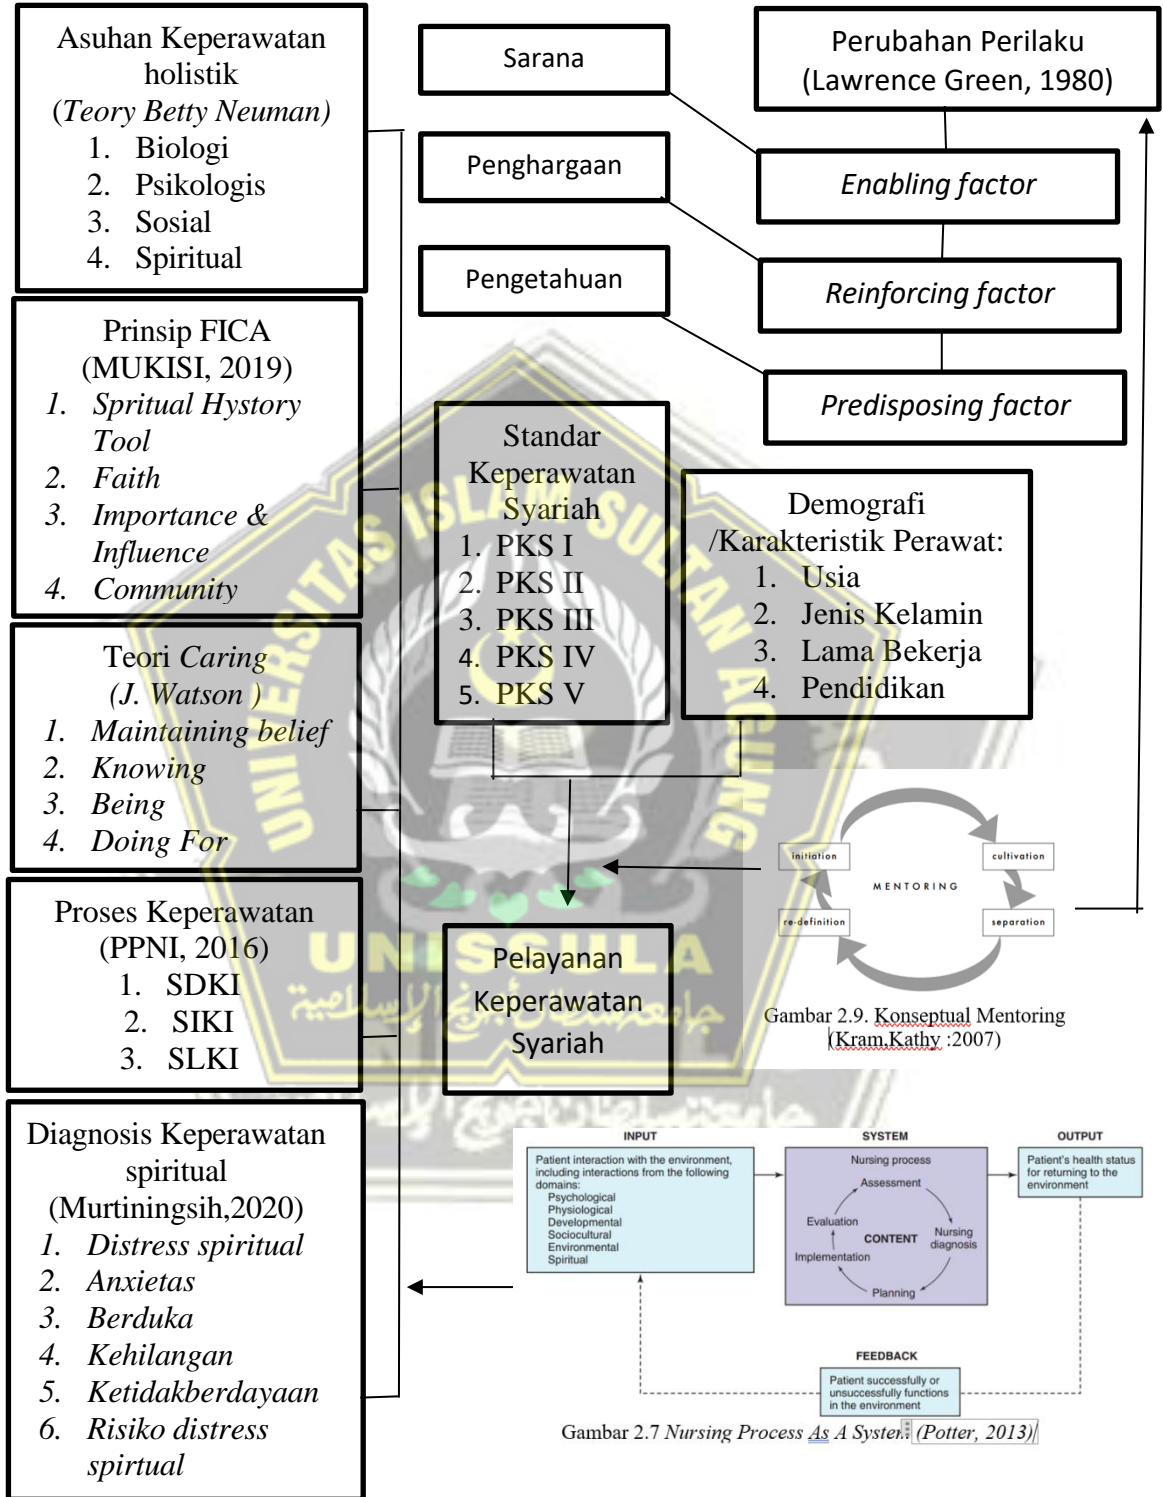 Asuhan Keperawatan
holistik
(Teory Betty Neuman)
1. Biologi
2. Psikologis
3. Sosial
4. Spiritual
Prinsip FICA
(MUKISI, 2019)
1. Spritual Hystory
Tool
2. Faith
3. Importance &
Influence
4. Community
Teori Caring
(J. Watson )
1. Maintaining belief
2. Knowing
3. Being
4. Doing For
Proses Keperawatan
(PPNI, 2016)
1. SDKI
2. SIKI
3. SLKI
Diagnosis Keperawatan
spiritual
(Murtiningsih,2020)
1. Distress spiritual
2. Anxietas
3. Berduka
4. Kehilangan
5. Ketidakberdayaan
6. Risiko distress
spirtual
Sarana
Penghargaan
Pengetahuan
Perubahan Perilaku
(Lawrence Green, 1980)
Enabling factor
Reinforcing factor
Predisposing factor
Standar
Keperawatan
Syariah
1. PKS I
2. PKS II
3. PKS III
4. PKS IV
5. PKS V
Demografi
/Karakteristik Perawat:
1. Usia
2. Jenis Kelamin
3. Lama Bekerja
4. Pendidikan
Pelayanan
Keperawatan
Syariah
initiation
cultivation
MENTORING
re-definition
separation
Gambar 2.9. Konseptual Mentoring
(Kram,Kathy :2007)
INPUT
Patient interaction with the environment,
including interactions from the following
domains:
Psychological
Physiological
Developmental
Sociocultural
Environmental
Spiritual
SYSTEM
Nursing process
Assessment
Evaluation
CONTENT
Nursing
diagnosis
Implementation
Planning
OUTPUT
Patient's health status
for returning to the
environment
FEEDBACK
Patient successfully or
unsuccessfully functions
in the environment
Gambar 2.7 Nursing Process As A System (Potter, 2013)
UNIVERSITAS ISLAM SULTAN AGUNG
UNISSULA